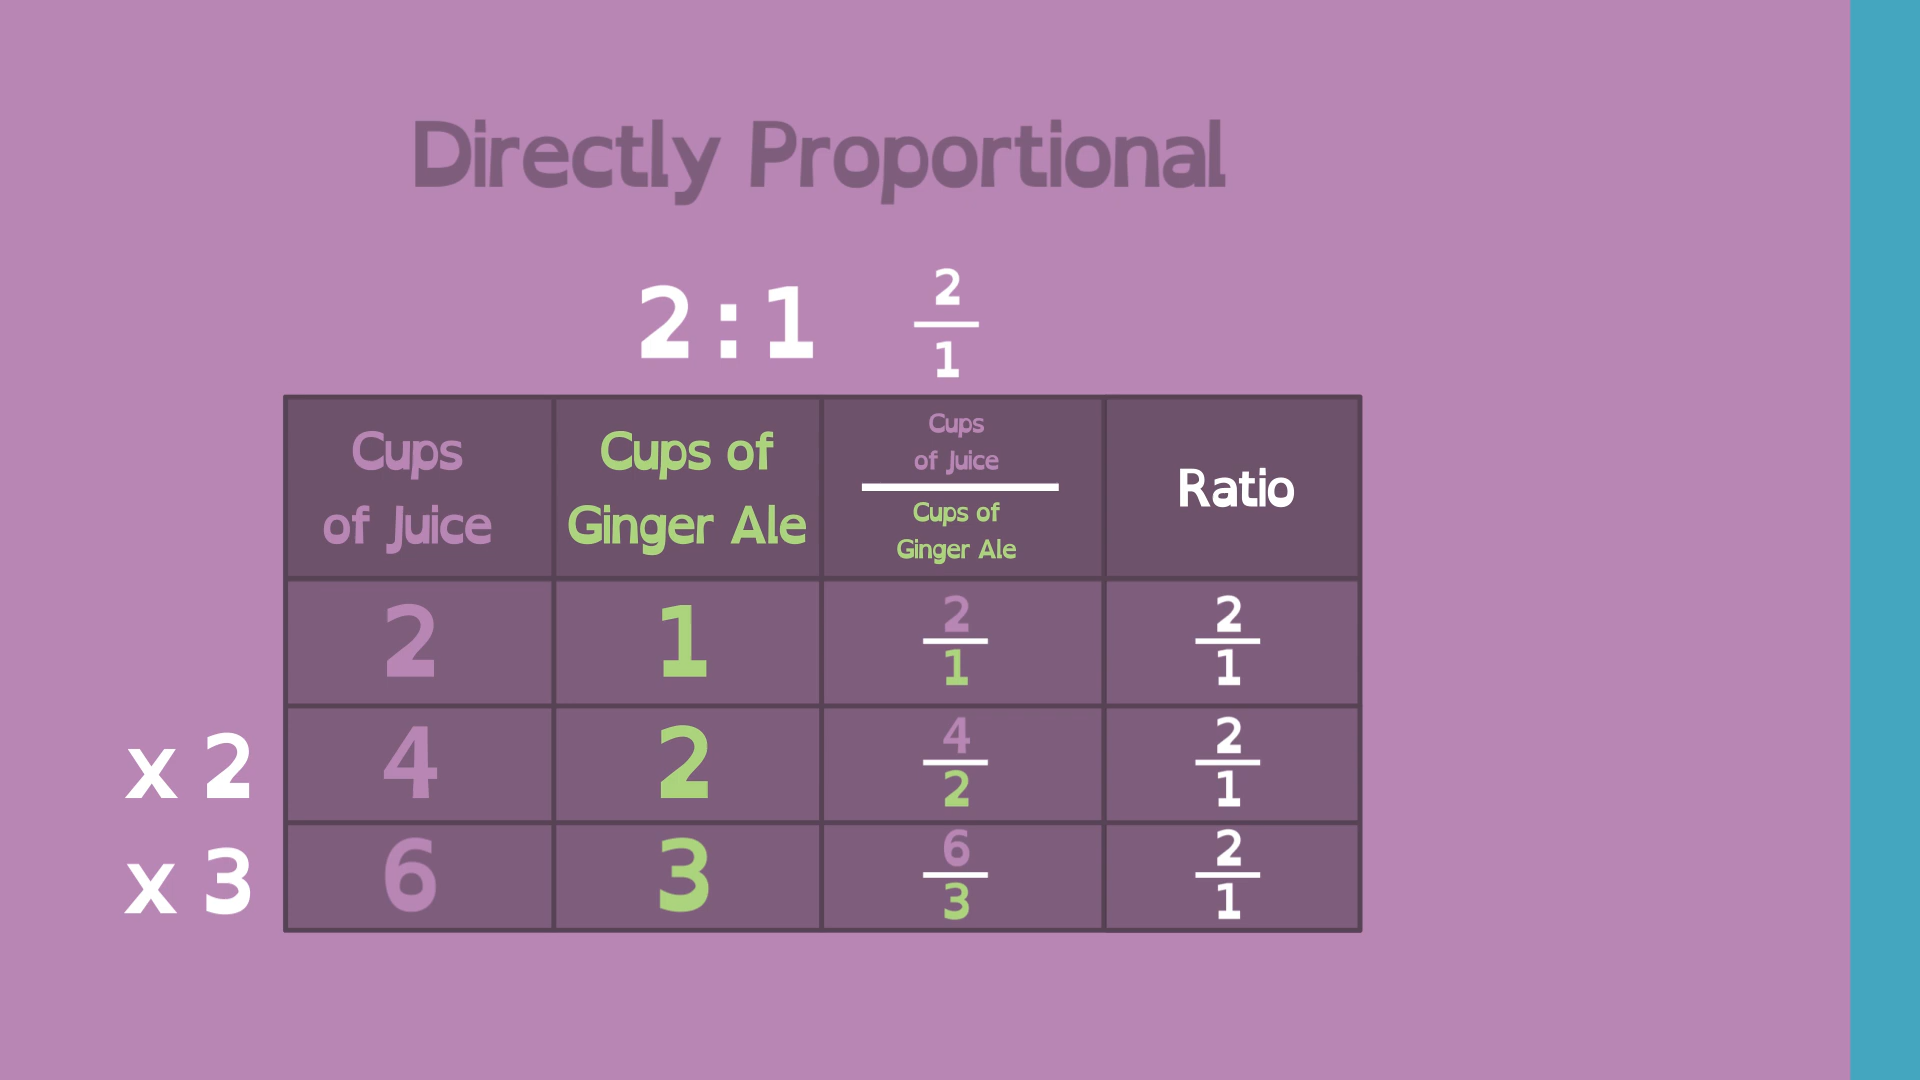 Directly Proportional
2:1 2/1
Cups of Juice | Cups of Ginger Ale | Cups of Juice / Cups of Ginger Ale | Ratio
2 | 1 | 2/1 | 2/1
x 2 | 4 | 2 | 4/2 | 2/1
x 3 | 6 | 3 | 6/3 | 2/1